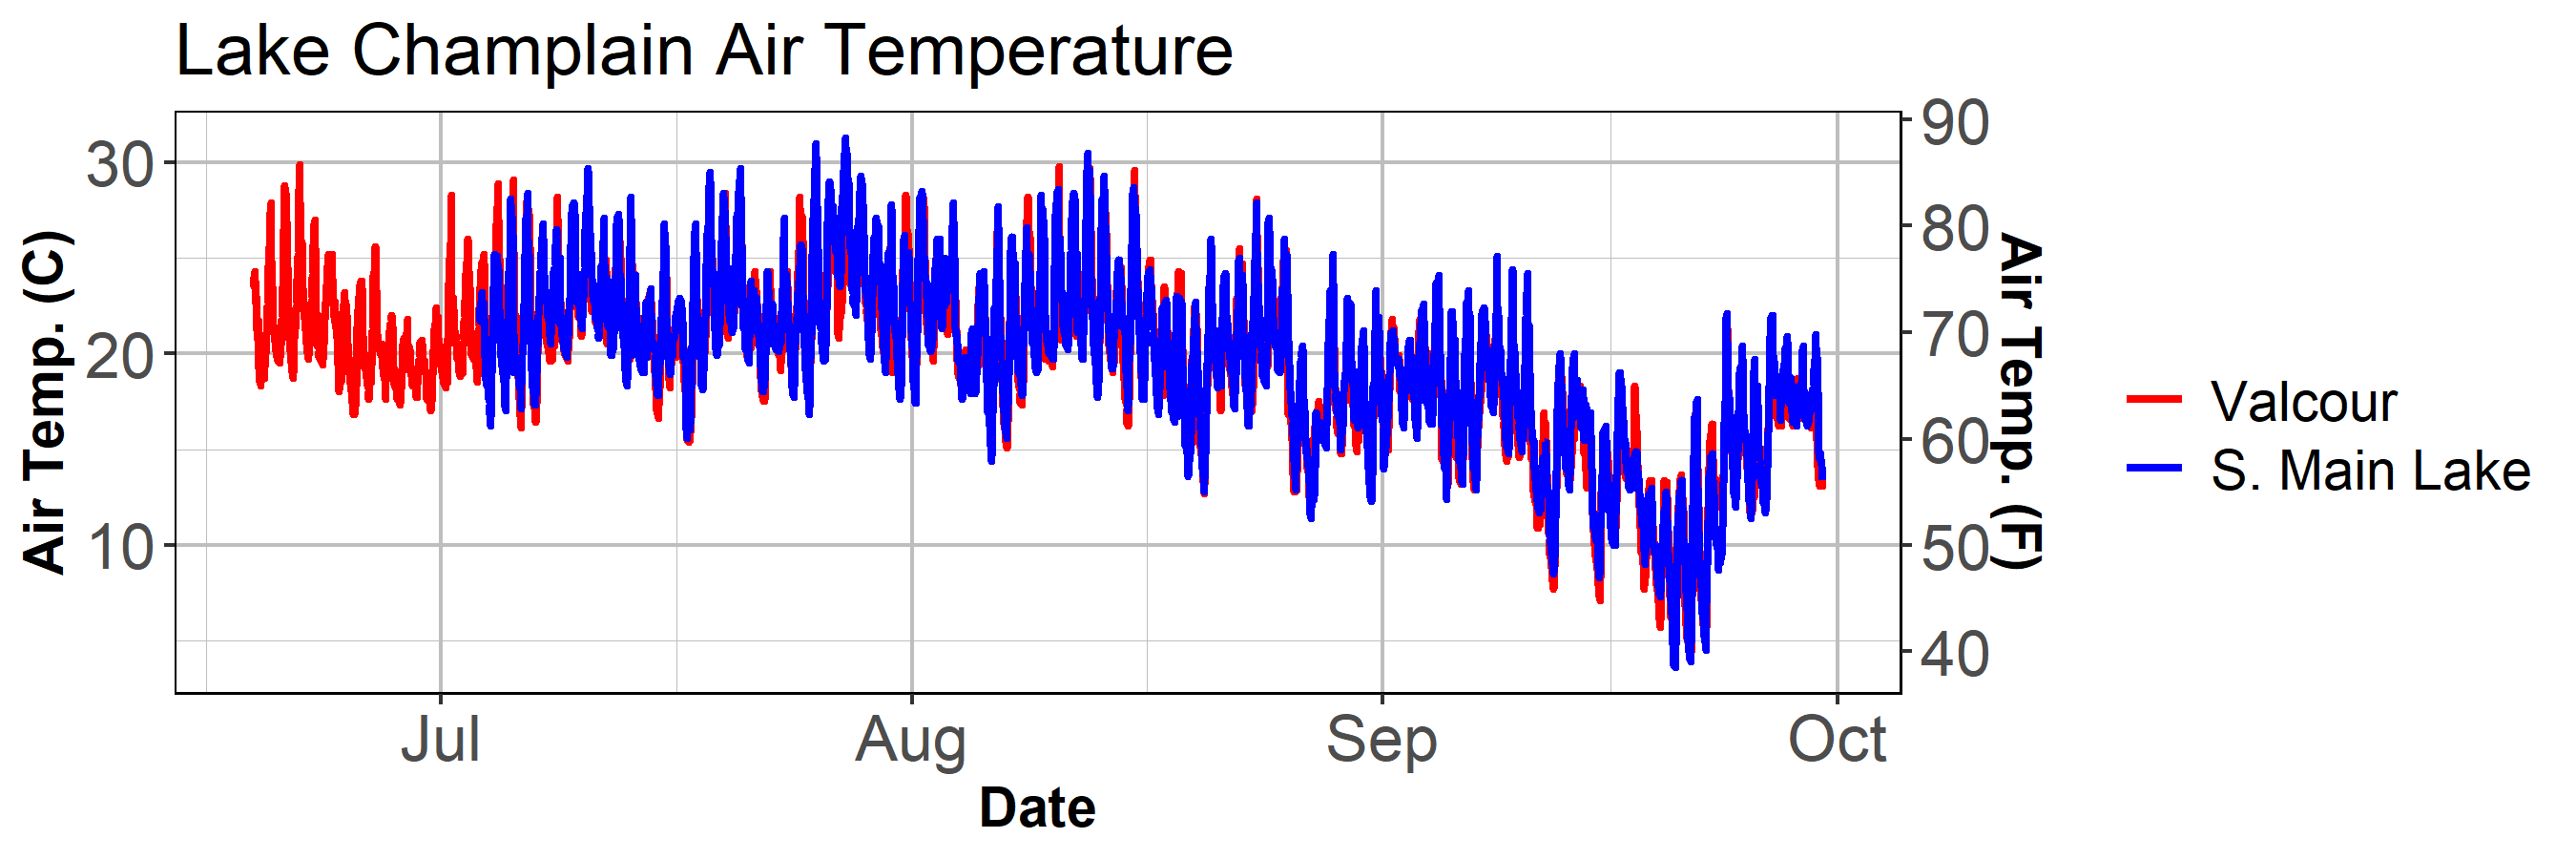 Lake Champlain Air Temperature
Air Temp. (C)
30
20
10
90
80
70
60
50
40
Air Temp. (F)
Jul Aug Sep Oct
Date
Valcour
S. Main Lake